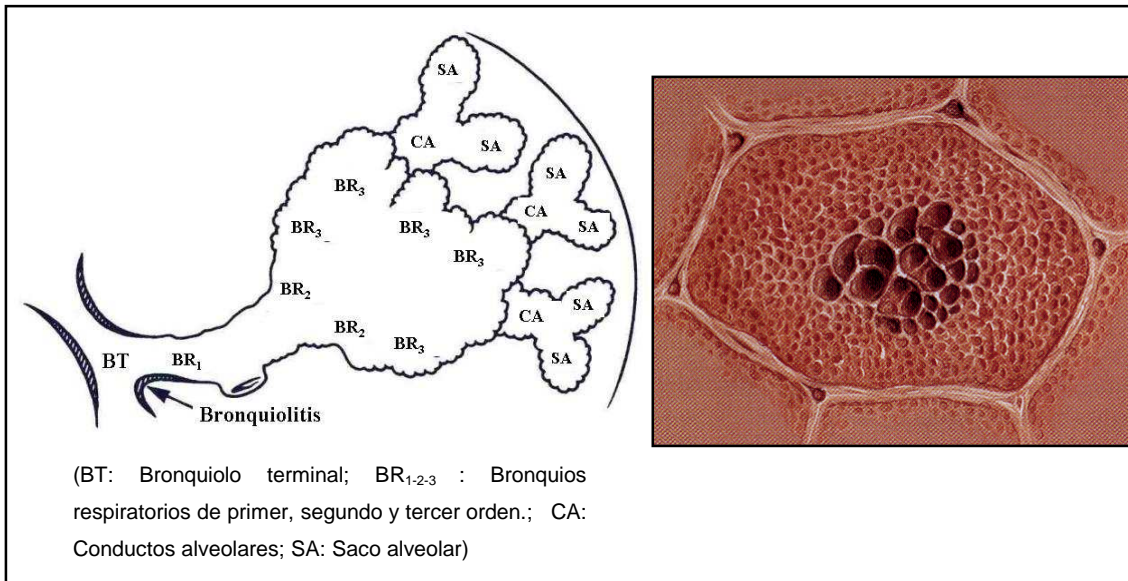 SA
CA
SA
BR3
SA
BR3
BR3
CA
SA
BR3
BR2
SA
CA
BR2
BR3
SA
BT
BR1
Bronquiolitis
(BT: Bronquiolo terminal; BR1-2-3 : Bronquios
respiratorios de primer, segundo y tercer orden.; CA:
Conductos alveolares; SA: Saco alveolar)